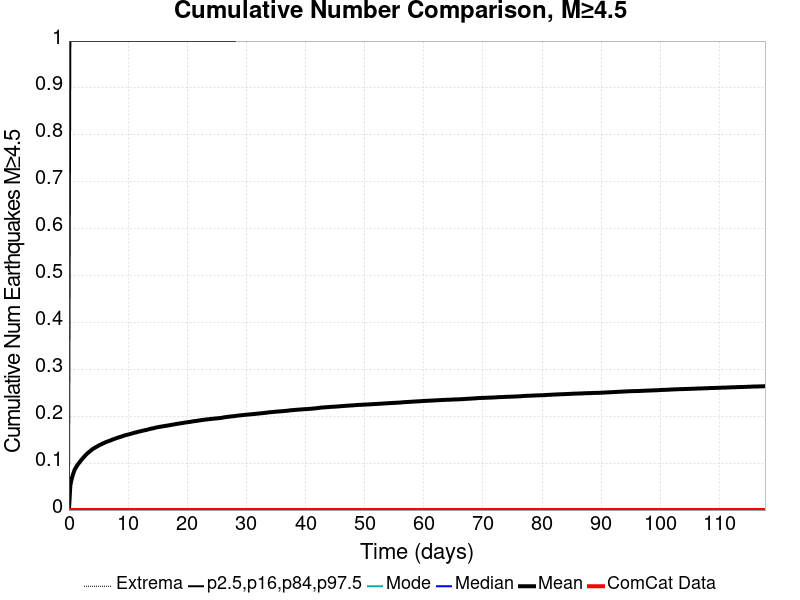 Cumulative Number Comparison, M≥4.5
Cumulative Num Earthquakes M≥4.5
1
0.9
0.8
0.7
0.6
0.5
0.4
0.3
0.2
0.1
0
0 10 20 30 40 50 60 70 80 90 100 110
Time (days)
Extrema p2.5,p16,p84,p97.5 Mode Median Mean ComCat Data